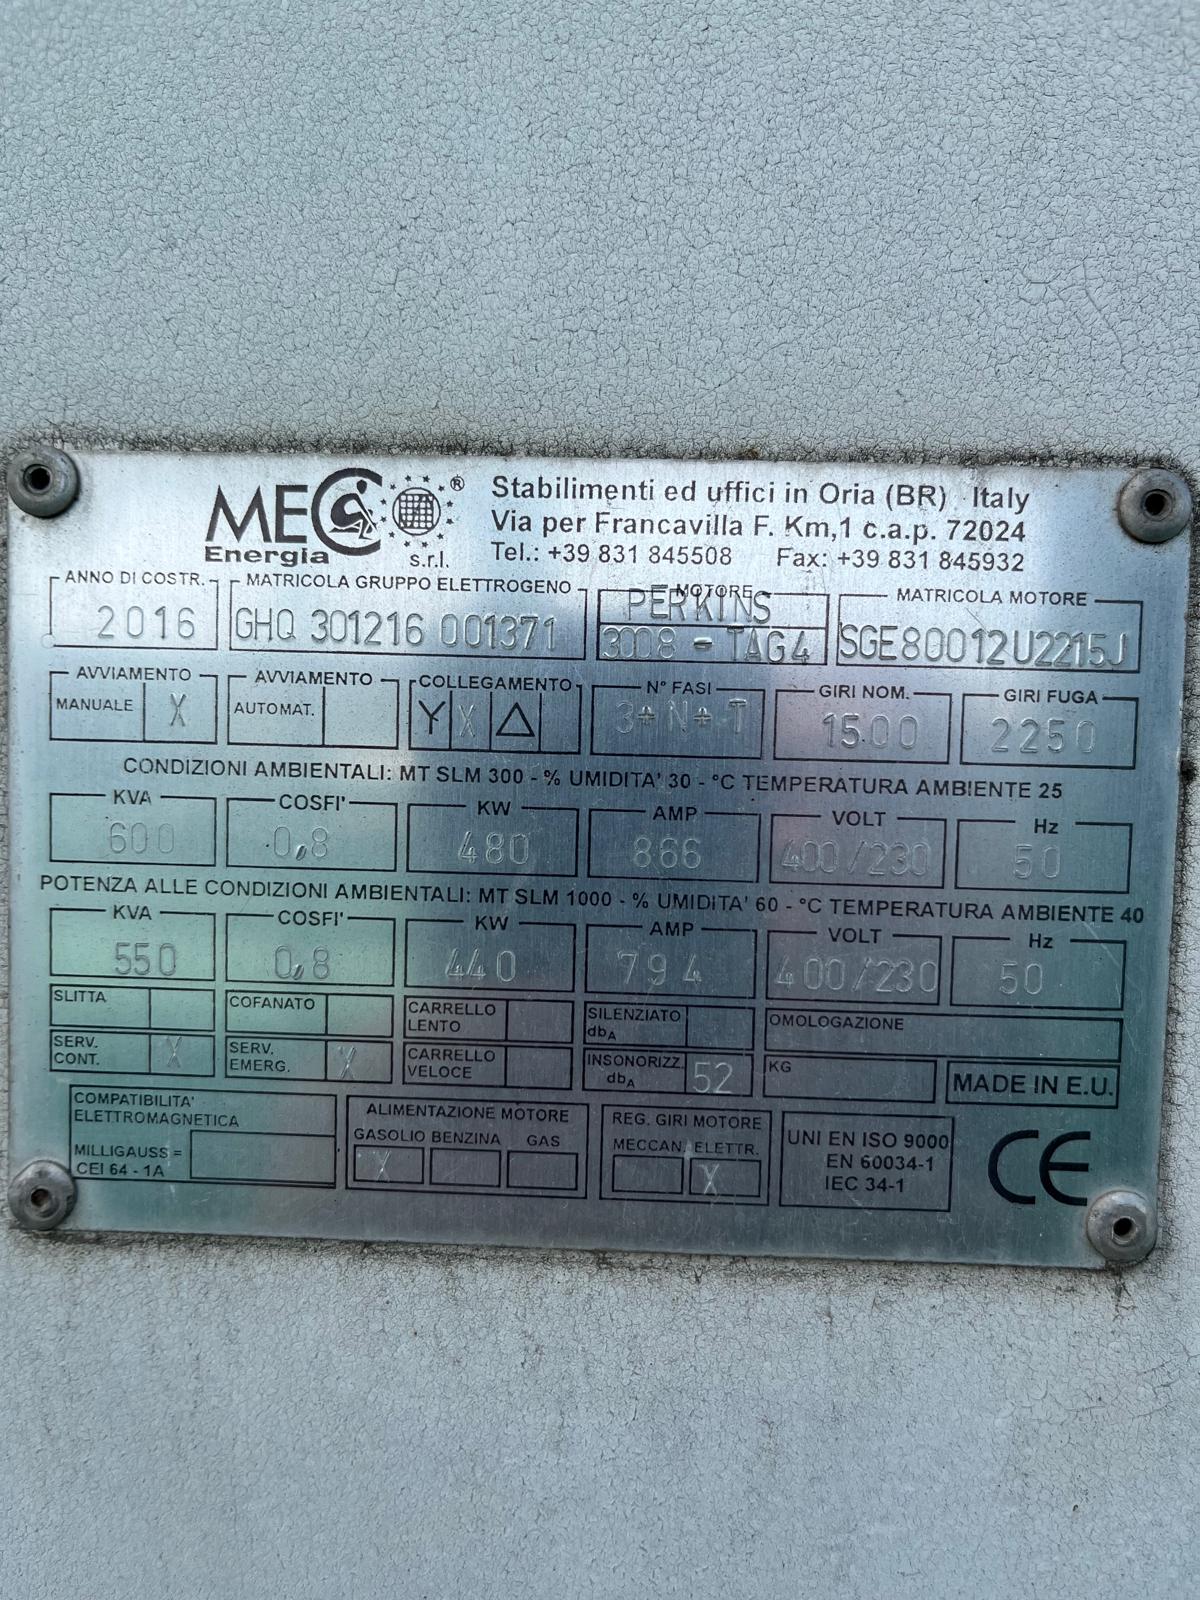 MEC ® Stabilimenti ed uffici in Oria (BR) Italy
Energia s.r.l. Via per Francavilla F. Km,1 c.a.p. 72024
Tel.: +39 831 845508 Fax: +39 831 845932
ANNO DI COSTR. MATRICOLA GRUPPO ELETTROGENO MOTORE MATRICOLA MOTORE
2016 GHQ 301216 001371 PERKINS SGE80012U2215J
3008 - TAG4
AVVIAMENTO AVVIAMENTO COLLEGAMENTO N° FASI GIRI NOM. GIRI FUGA
MANUALE X AUTOMAT. Y X △ 3+N+T 1500 2250
CONDIZIONI AMBIENTALI: MT SLM 300 - % UMIDITA' 30 - °C TEMPERATURA AMBIENTE 25
KVA COSFI' KW AMP VOLT Hz
600 0,8 480 866 400/230 50
POTENZA ALLE CONDIZIONI AMBIENTALI: MT SLM 1000 - % UMIDITA' 60 - °C TEMPERATURA AMBIENTE 40
KVA COSFI' KW AMP VOLT Hz
550 0,8 440 794 400/230 50
SLITTA COFANATO CARRELLO LENTO SILENZIATO dbA OMOLOGAZIONE
SERV. CONT. X SERV. EMERG. X CARRELLO VELOCE INSONORIZZ. dbA 52 KG MADE IN E.U.
COMPATIBILITA' ELETTROMAGNETICA
MILLIGAUSS =
CEI 64 - 1A
ALIMENTAZIONE MOTORE
GASOLIO BENZINA GAS
X
REG. GIRI MOTORE
MECCAN. ELETTR.
X
UNI EN ISO 9000
EN 60034-1
IEC 34-1
CE